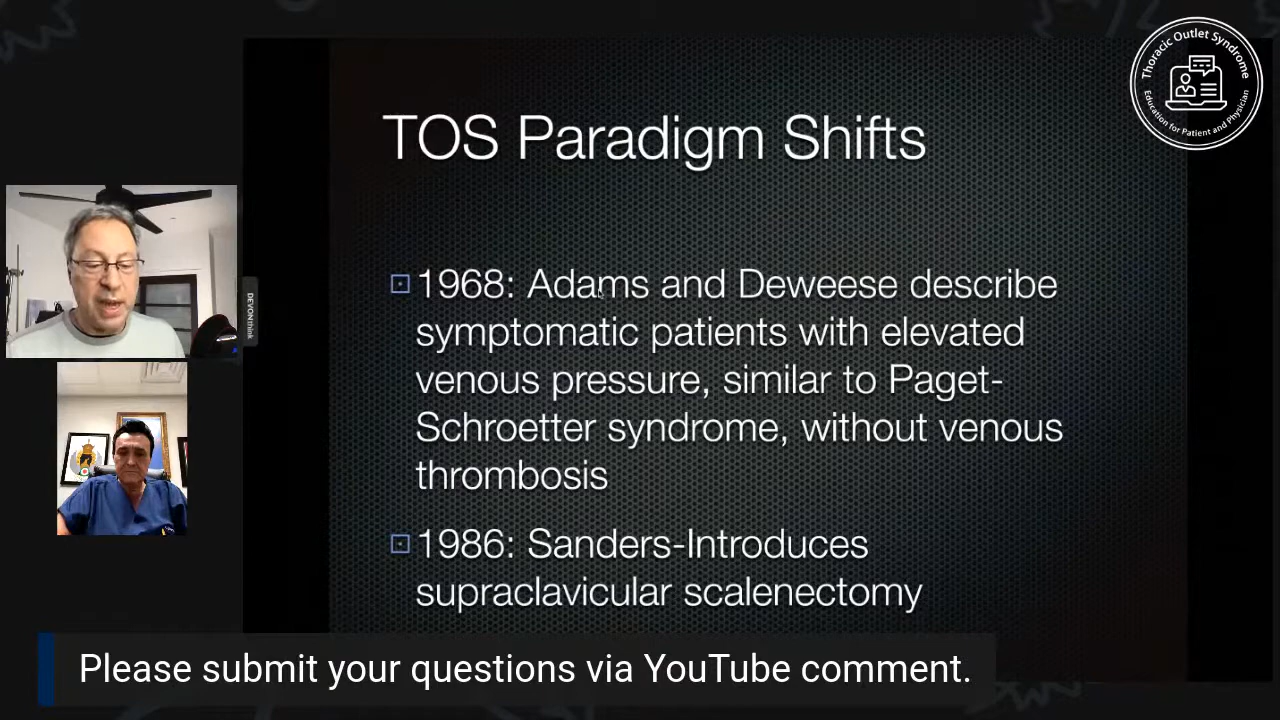 Thoracic Outlet Syndrome
Education for Patient and Physician
TOS Paradigm Shifts
1968: Adams and Deweese describe
symptomatic patients with elevated
venous pressure, similar to Paget-
Schroetter syndrome, without venous
thrombosis
1986: Sanders-Introduces
supraclavicular scalenectomy
DEVONthink
Please submit your questions via YouTube comment.